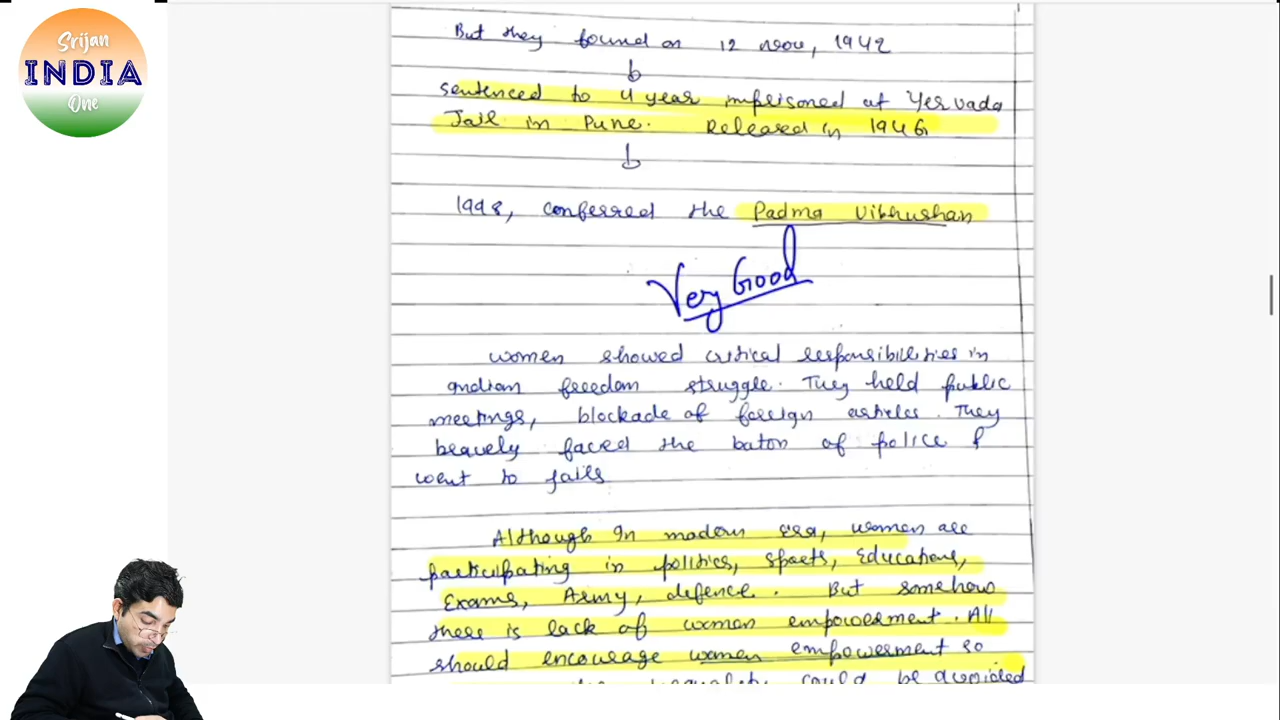 Srijan
INDIA
One
But they found on 12 Nov, 1942
sentenced to 4 year imprisoned at Yervada
Jail in Pune. Released in 1946
1998, conferred the Padma Vibhushan
Very Good
women showed critical responsibilities in
Indian freedom struggle. They held public
meetings, blockade of foreign articles. They
bravely faced the baton of police &
went to jails
Although In modern era, women are
participating in politics, sports, Educations,
Exams, Army, defence. But somehow
there is lack of women empowerment. All
should encourage women empowerment so
inequality could be avoided